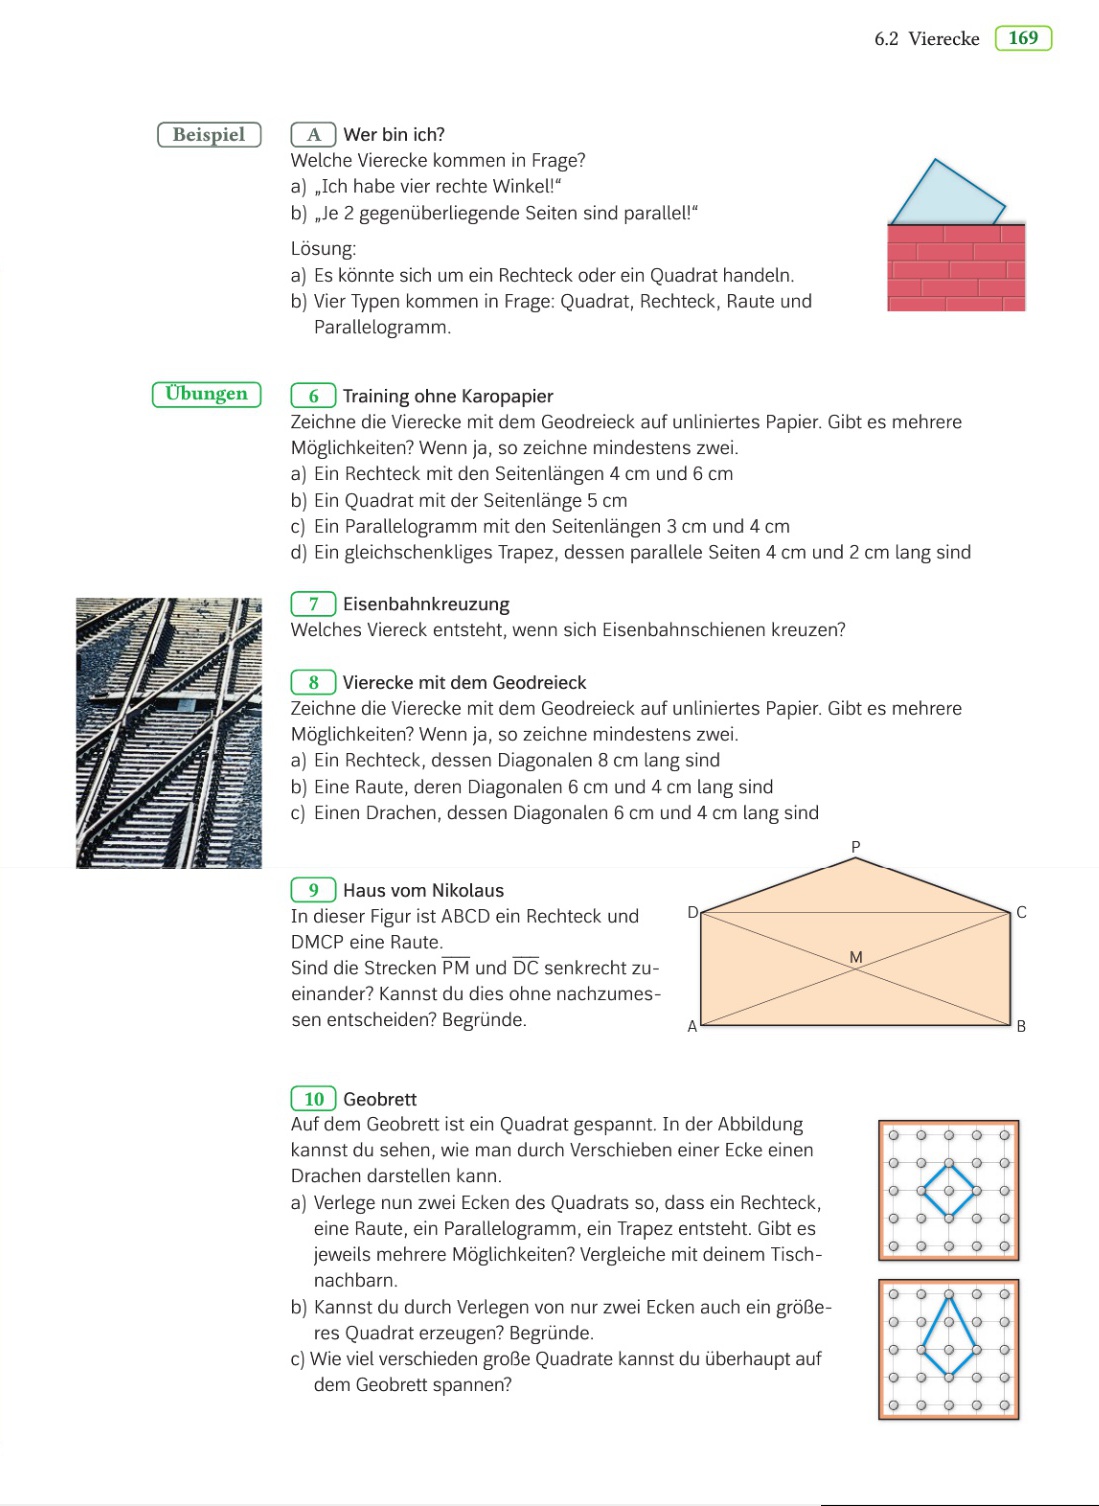 6.2 Vierecke 169
Beispiel
A Wer bin ich?
Welche Vierecke kommen in Frage?
a) „Ich habe vier rechte Winkel!“
b) „Je 2 gegenüberliegende Seiten sind parallel!“
Lösung:
a) Es könnte sich um ein Rechteck oder ein Quadrat handeln.
b) Vier Typen kommen in Frage: Quadrat, Rechteck, Raute und
Parallelogramm.
Übungen
6 Training ohne Karopapier
Zeichne die Vierecke mit dem Geodreieck auf unliniertes Papier. Gibt es mehrere
Möglichkeiten? Wenn ja, so zeichne mindestens zwei.
a) Ein Rechteck mit den Seitenlängen 4 cm und 6 cm
b) Ein Quadrat mit der Seitenlänge 5 cm
c) Ein Parallelogramm mit den Seitenlängen 3 cm und 4 cm
d) Ein gleichschenkliges Trapez, dessen parallele Seiten 4 cm und 2 cm lang sind
7 Eisenbahnkreuzung
Welches Viereck entsteht, wenn sich Eisenbahnschienen kreuzen?
8 Vierecke mit dem Geodreieck
Zeichne die Vierecke mit dem Geodreieck auf unliniertes Papier. Gibt es mehrere
Möglichkeiten? Wenn ja, so zeichne mindestens zwei.
a) Ein Rechteck, dessen Diagonalen 8 cm lang sind
b) Eine Raute, deren Diagonalen 6 cm und 4 cm lang sind
c) Einen Drachen, dessen Diagonalen 6 cm und 4 cm lang sind
9 Haus vom Nikolaus
In dieser Figur ist ABCD ein Rechteck und
DMCP eine Raute.
Sind die Strecken P̅M̅ und D̅C̅ senkrecht zu-
einander? Kannst du dies ohne nachzumes-
sen entscheiden? Begründe.
P
D C
M
A B
10 Geobrett
Auf dem Geobrett ist ein Quadrat gespannt. In der Abbildung
kannst du sehen, wie man durch Verschieben einer Ecke einen
Drachen darstellen kann.
a) Verlege nun zwei Ecken des Quadrats so, dass ein Rechteck,
eine Raute, ein Parallelogramm, ein Trapez entsteht. Gibt es
jeweils mehrere Möglichkeiten? Vergleiche mit deinem Tisch-
nachbarn.
b) Kannst du durch Verlegen von nur zwei Ecken auch ein größe-
res Quadrat erzeugen? Begründe.
c) Wie viel verschieden große Quadrate kannst du überhaupt auf
dem Geobrett spannen?